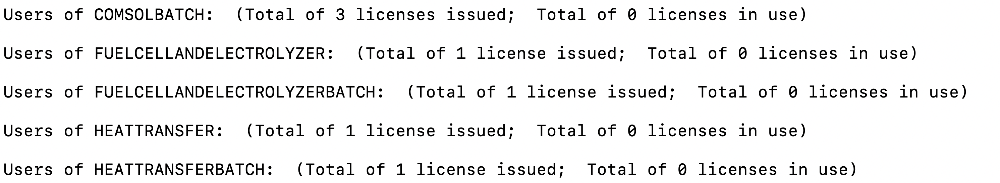 Users of COMSOLBATCH:  (Total of 3 licenses issued;  Total of 0 licenses in use)
Users of FUELCELLANDELECTROLYZER:  (Total of 1 license issued;  Total of 0 licenses in use)
Users of FUELCELLANDELECTROLYZERBATCH:  (Total of 1 license issued;  Total of 0 licenses in use)
Users of HEATTRANSFER:  (Total of 1 license issued;  Total of 0 licenses in use)
Users of HEATTRANSFERBATCH:  (Total of 1 license issued;  Total of 0 licenses in use)